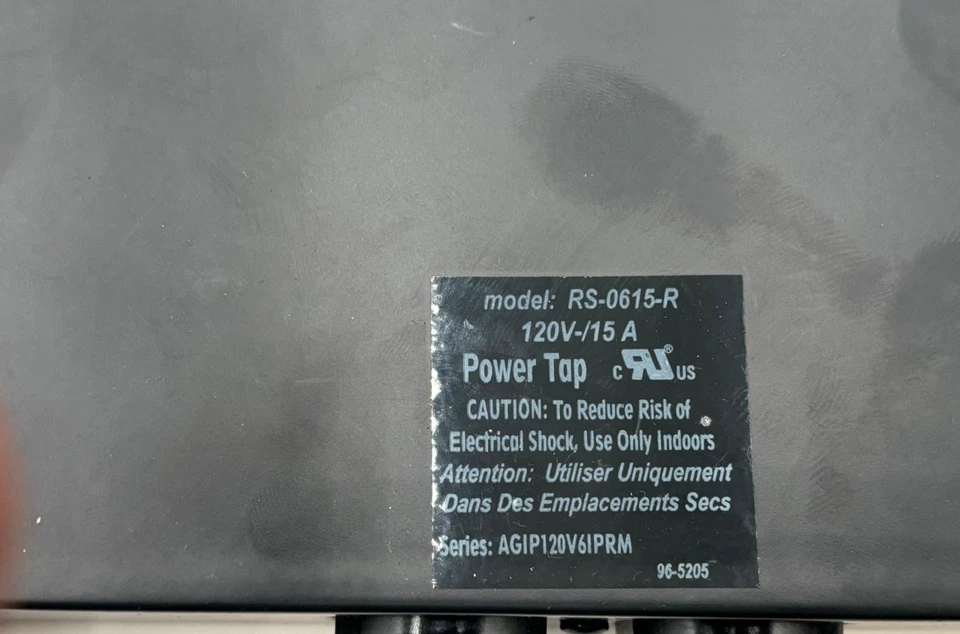 model: RS-0615-R
120V-/15 A
Power Tap c RU® US
CAUTION: To Reduce Risk of
Electrical Shock, Use Only Indoors
Attention: Utiliser Uniquement
Dans Des Emplacements Secs
Series: AGIP120V6IPRM
96-5205